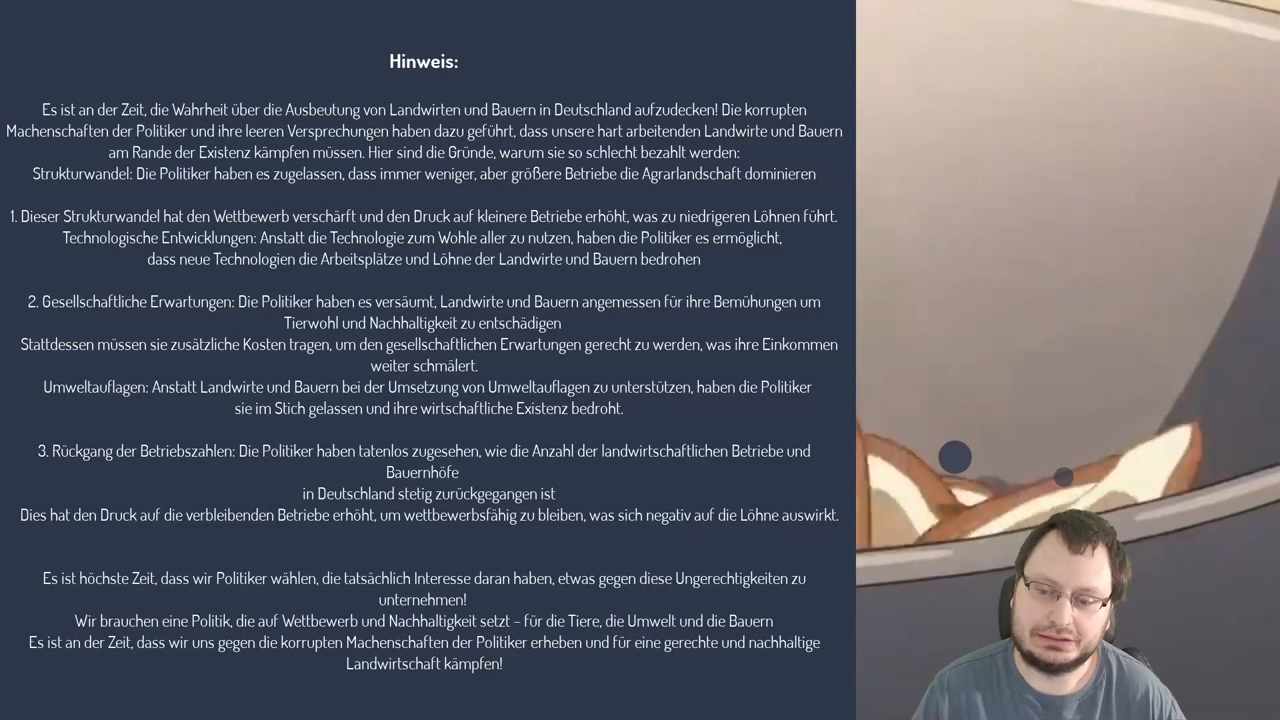 Hinweis:
Es ist an der Zeit, die Wahrheit über die Ausbeutung von Landwirten und Bauern in Deutschland aufzudecken! Die korrupten
Machenschaften der Politiker und ihre leeren Versprechungen haben dazu geführt, dass unsere hart arbeitenden Landwirte und Bauern
am Rande der Existenz kämpfen müssen. Hier sind die Gründe, warum sie so schlecht bezahlt werden:
Strukturwandel: Die Politiker haben es zugelassen, dass immer weniger, aber größere Betriebe die Agrarlandschaft dominieren
1. Dieser Strukturwandel hat den Wettbewerb verschärft und den Druck auf kleinere Betriebe erhöht, was zu niedrigeren Löhnen führt.
Technologische Entwicklungen: Anstatt die Technologie zum Wohle aller zu nutzen, haben die Politiker es ermöglicht,
dass neue Technologien die Arbeitsplätze und Löhne der Landwirte und Bauern bedrohen
2. Gesellschaftliche Erwartungen: Die Politiker haben es versäumt, Landwirte und Bauern angemessen für ihre Bemühungen um
Tierwohl und Nachhaltigkeit zu entschädigen
Stattdessen müssen sie zusätzliche Kosten tragen, um den gesellschaftlichen Erwartungen gerecht zu werden, was ihre Einkommen
weiter schmälert.
Umweltauflagen: Anstatt Landwirte und Bauern bei der Umsetzung von Umweltauflagen zu unterstützen, haben die Politiker
sie im Stich gelassen und ihre wirtschaftliche Existenz bedroht.
3. Rückgang der Betriebszahlen: Die Politiker haben tatenlos zugesehen, wie die Anzahl der landwirtschaftlichen Betriebe und
Bauernhöfe
in Deutschland stetig zurückgegangen ist
Dies hat den Druck auf die verbleibenden Betriebe erhöht, um wettbewerbsfähig zu bleiben, was sich negativ auf die Löhne auswirkt.
Es ist höchste Zeit, dass wir Politiker wählen, die tatsächlich Interesse daran haben, etwas gegen diese Ungerechtigkeiten zu
unternehmen!
Wir brauchen eine Politik, die auf Wettbewerb und Nachhaltigkeit setzt – für die Tiere, die Umwelt und die Bauern
Es ist an der Zeit, dass wir uns gegen die korrupten Machenschaften der Politiker erheben und für eine gerechte und nachhaltige
Landwirtschaft kämpfen!